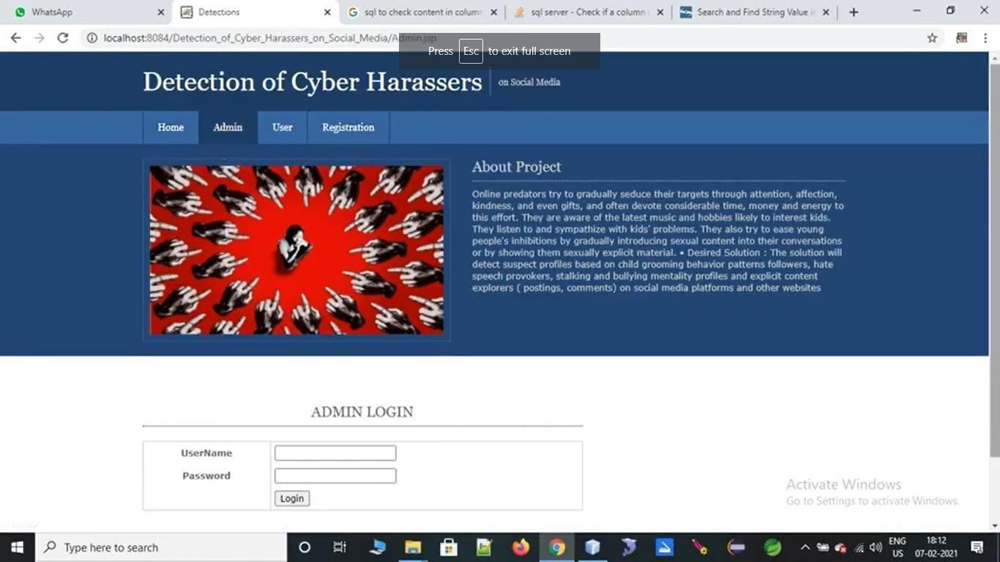 WhatsApp
Detections
sql to check content in column
sql server - Check if a column
Search and Find String Value i
localhost:8084/Detection_of_Cyber_Harassers_on_Social_Media/Admin.jsp
Press Esc to exit full screen
Detection of Cyber Harassers on Social Media
Home Admin User Registration
About Project
Online predators try to gradually seduce their targets through attention, affection,
kindness, and even gifts, and often devote considerable time, money and energy to
this effort. They are aware of the latest music and hobbies likely to interest kids.
They listen to and sympathize with kids' problems. They also try to ease young
people's inhibitions by gradually introducing sexual content into their conversations
or by showing them sexually explicit material. • Desired Solution : The solution will
detect suspect profiles based on child grooming behavior patterns followers, hate
speech provokers, stalking and bullying mentality profiles and explicit content
explorers ( postings, comments) on social media platforms and other websites
ADMIN LOGIN
UserName
Password
Login
Activate Windows
Go to Settings to activate Windows.
Type here to search
ENG
US
18:12
07-02-2021